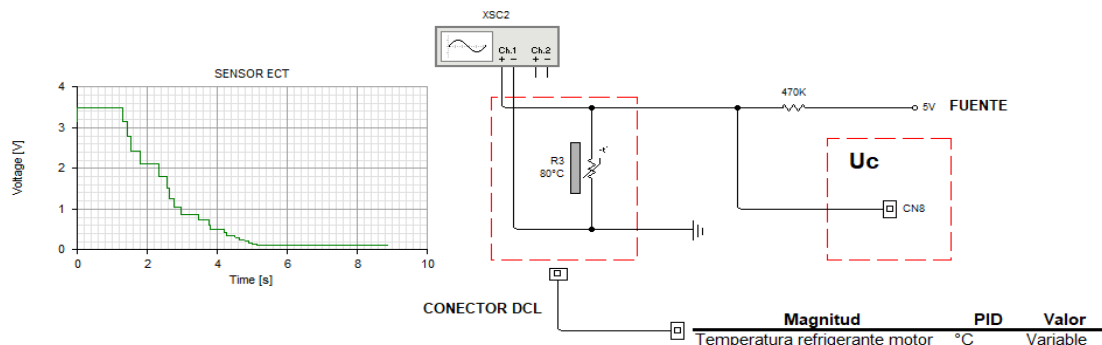 XSC2
Ch.1 Ch.2
+ − + −
SENSOR ECT
4
3
2
1
0
Voltage [V]
0 2 4 6 8 10
Time [s]
470K
5V FUENTE
R3
80°C
-t°
Uc
CN8
CONECTOR DCL
Magnitud PID Valor
Temperatura refrigerante motor °C Variable